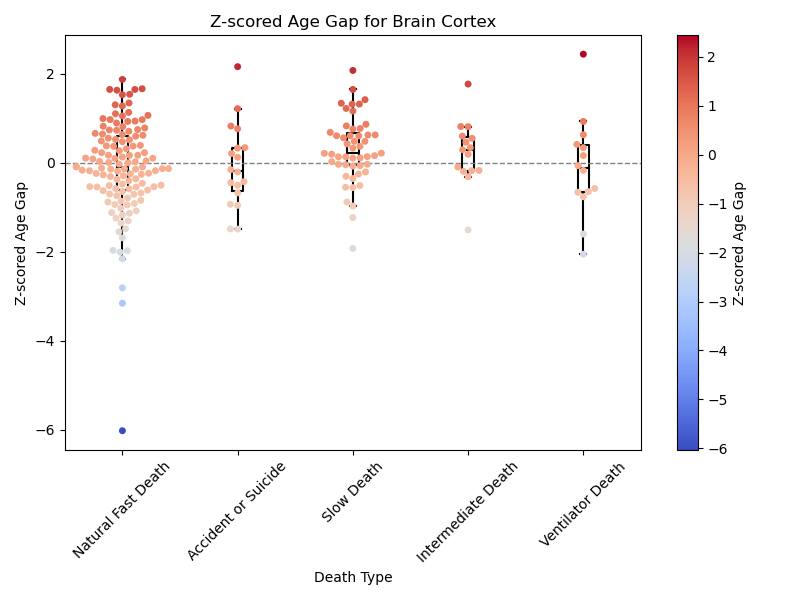 Z-scored Age Gap for Brain Cortex
Z-scored Age Gap
2
0
−2
−4
−6
Natural Fast Death
Accident or Suicide
Slow Death
Intermediate Death
Ventilator Death
Death Type
2
1
0
−1
−2
−3
−4
−5
−6
Z-scored Age Gap